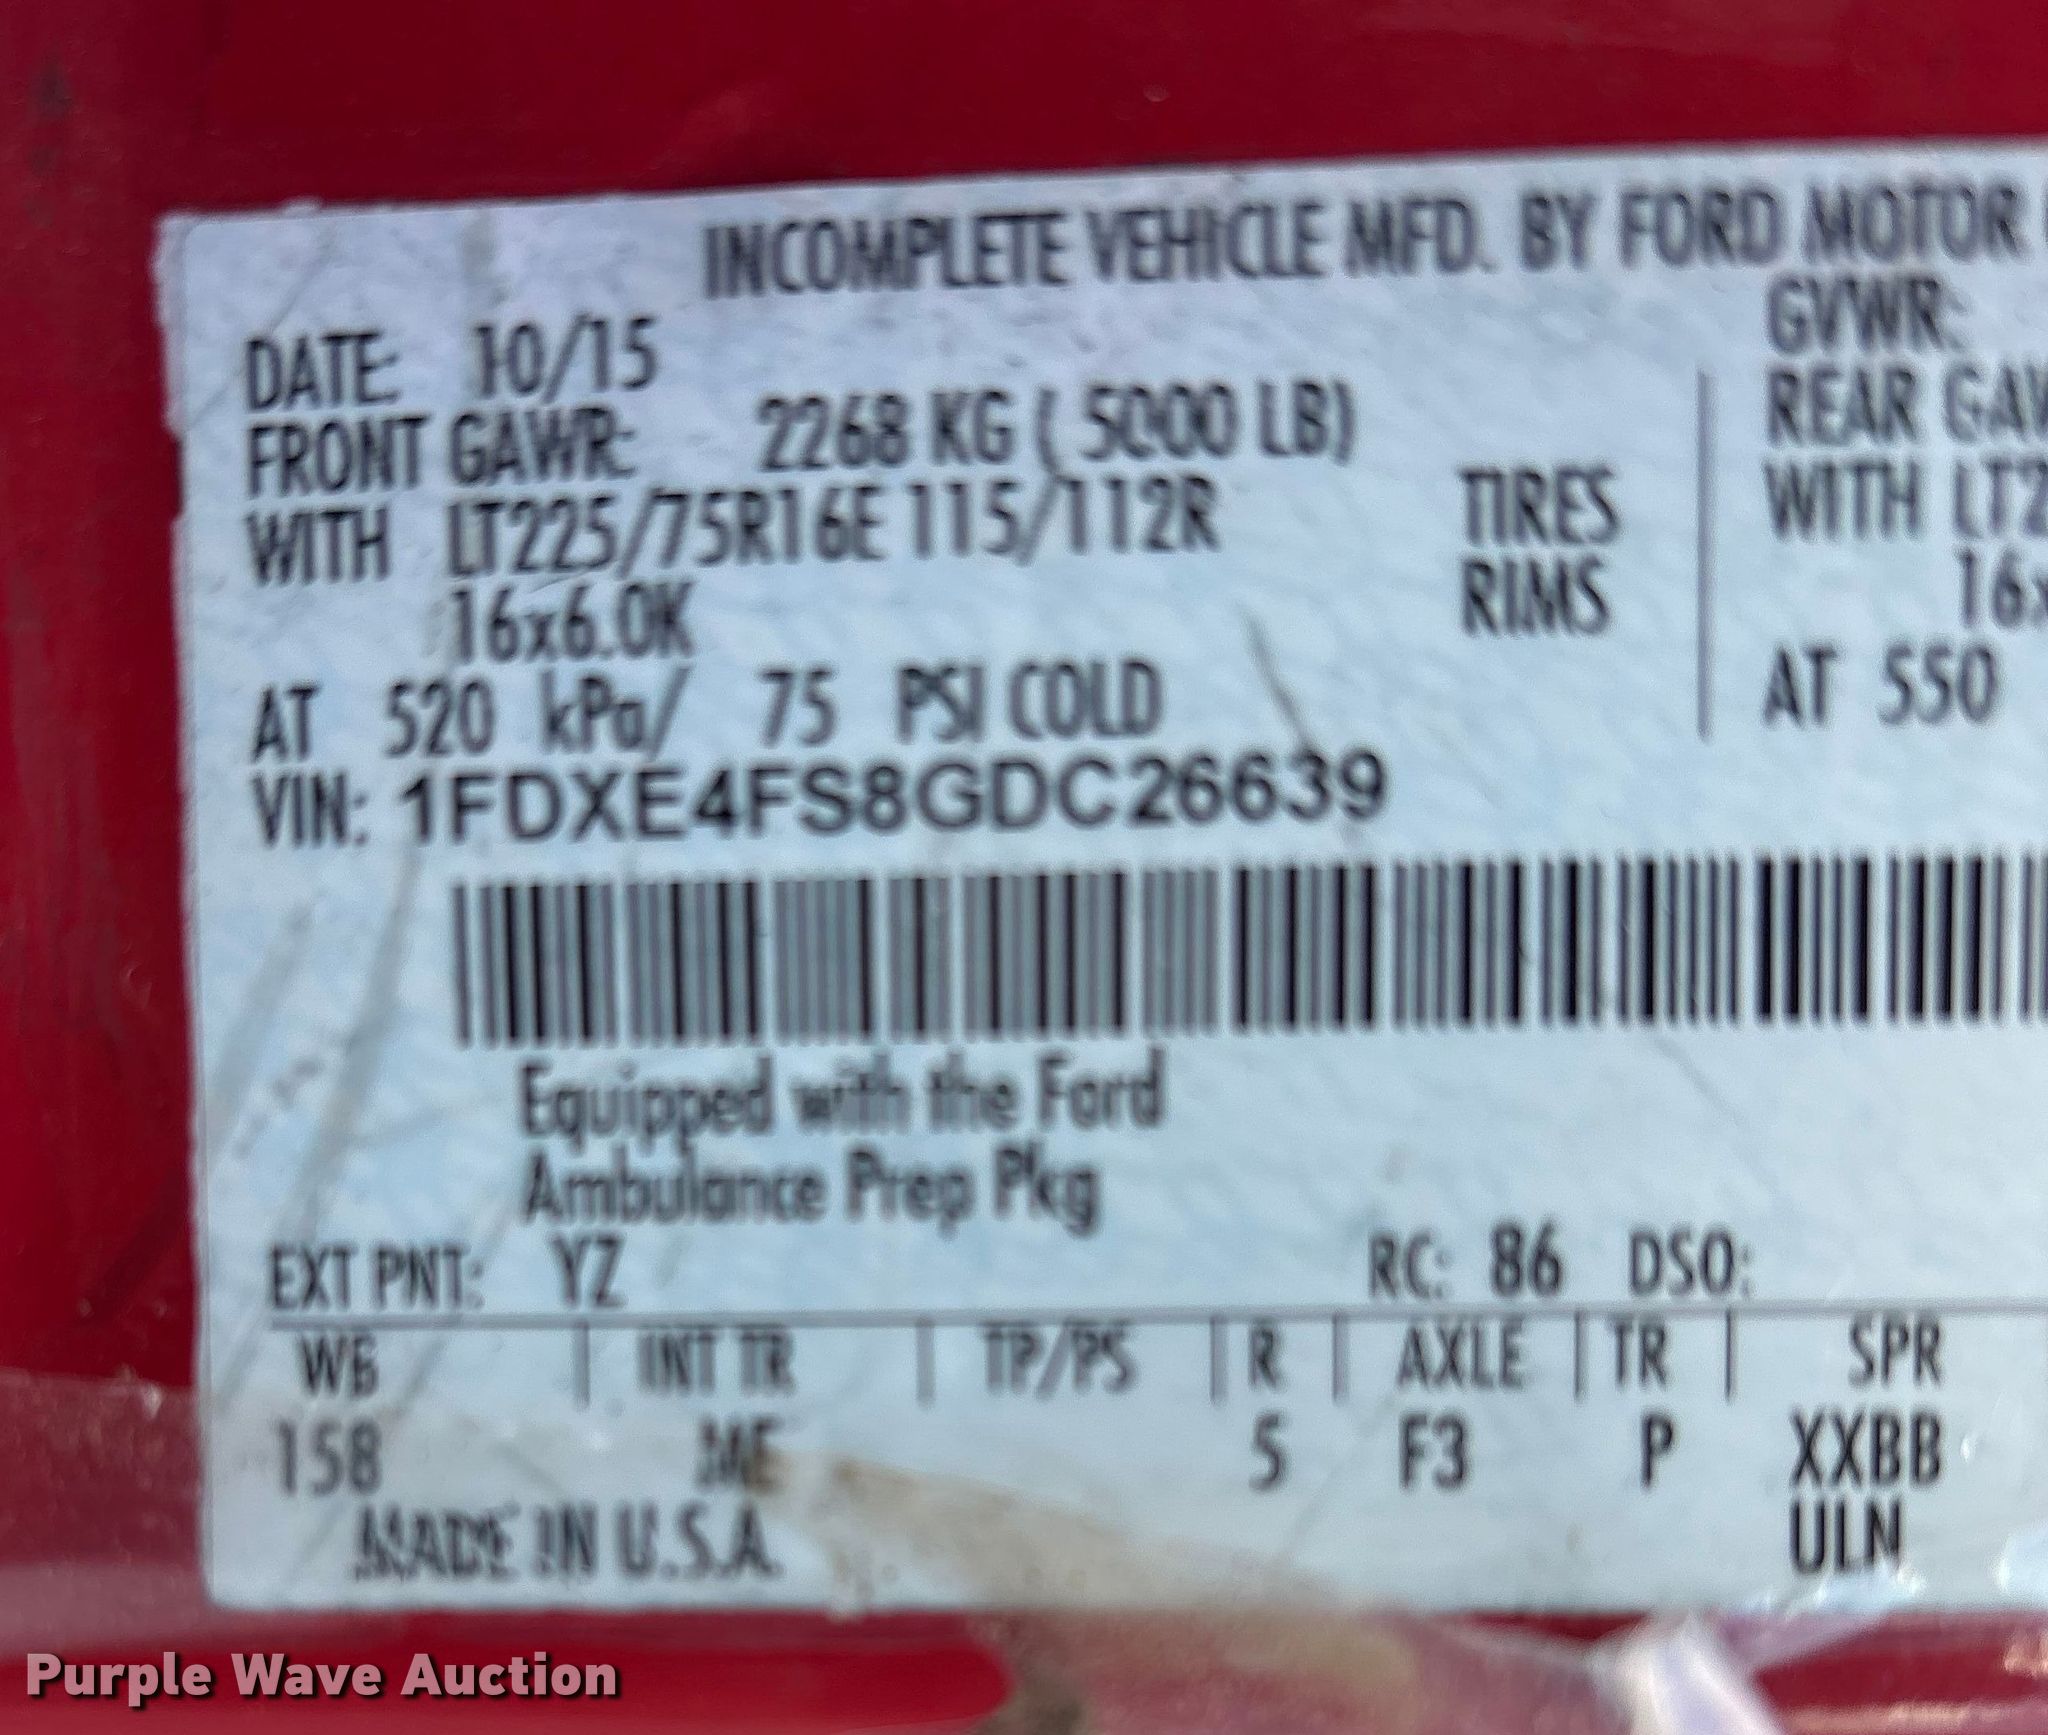 INCOMPLETE VEHICLE MFD. BY FORD MOTOR
DATE: 10/15
GVWR:
FRONT GAWR: 2268 KG ( 5000 LB)
REAR GAW
WITH LT225/75R16E 115/112R TIRES
WITH LT2
16x6.0K RIMS
16x
AT 520 kPa/ 75 PSI COLD
AT 550
VIN: 1FDXE4FS8GDC26639
Equipped with the Ford
Ambulance Prep Pkg
EXT PNT: YZ RC: 86 DSO:
WB | INT TR | TP/PS | R | AXLE | TR | SPR
158 ME 5 F3 P XXBB
MADE IN U.S.A. ULN
Purple Wave Auction